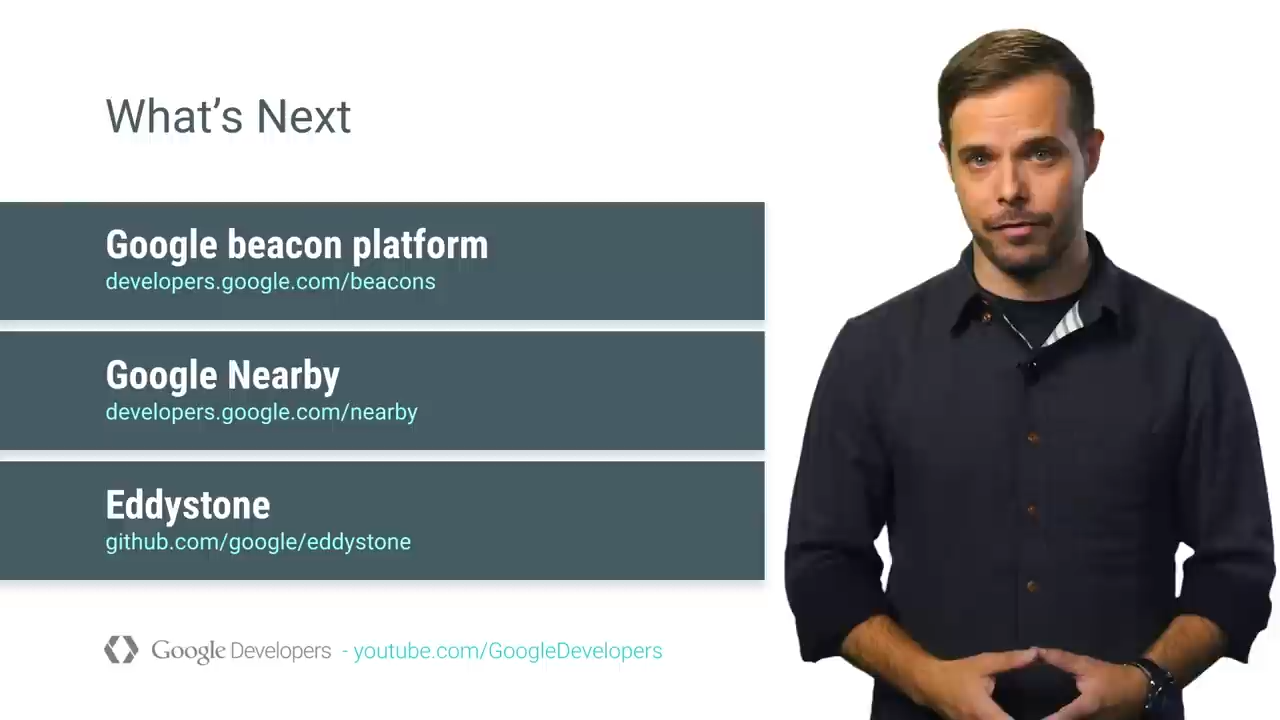 What's Next
Google beacon platform
developers.google.com/beacons
Google Nearby
developers.google.com/nearby
Eddystone
github.com/google/eddystone
Google Developers - youtube.com/GoogleDevelopers